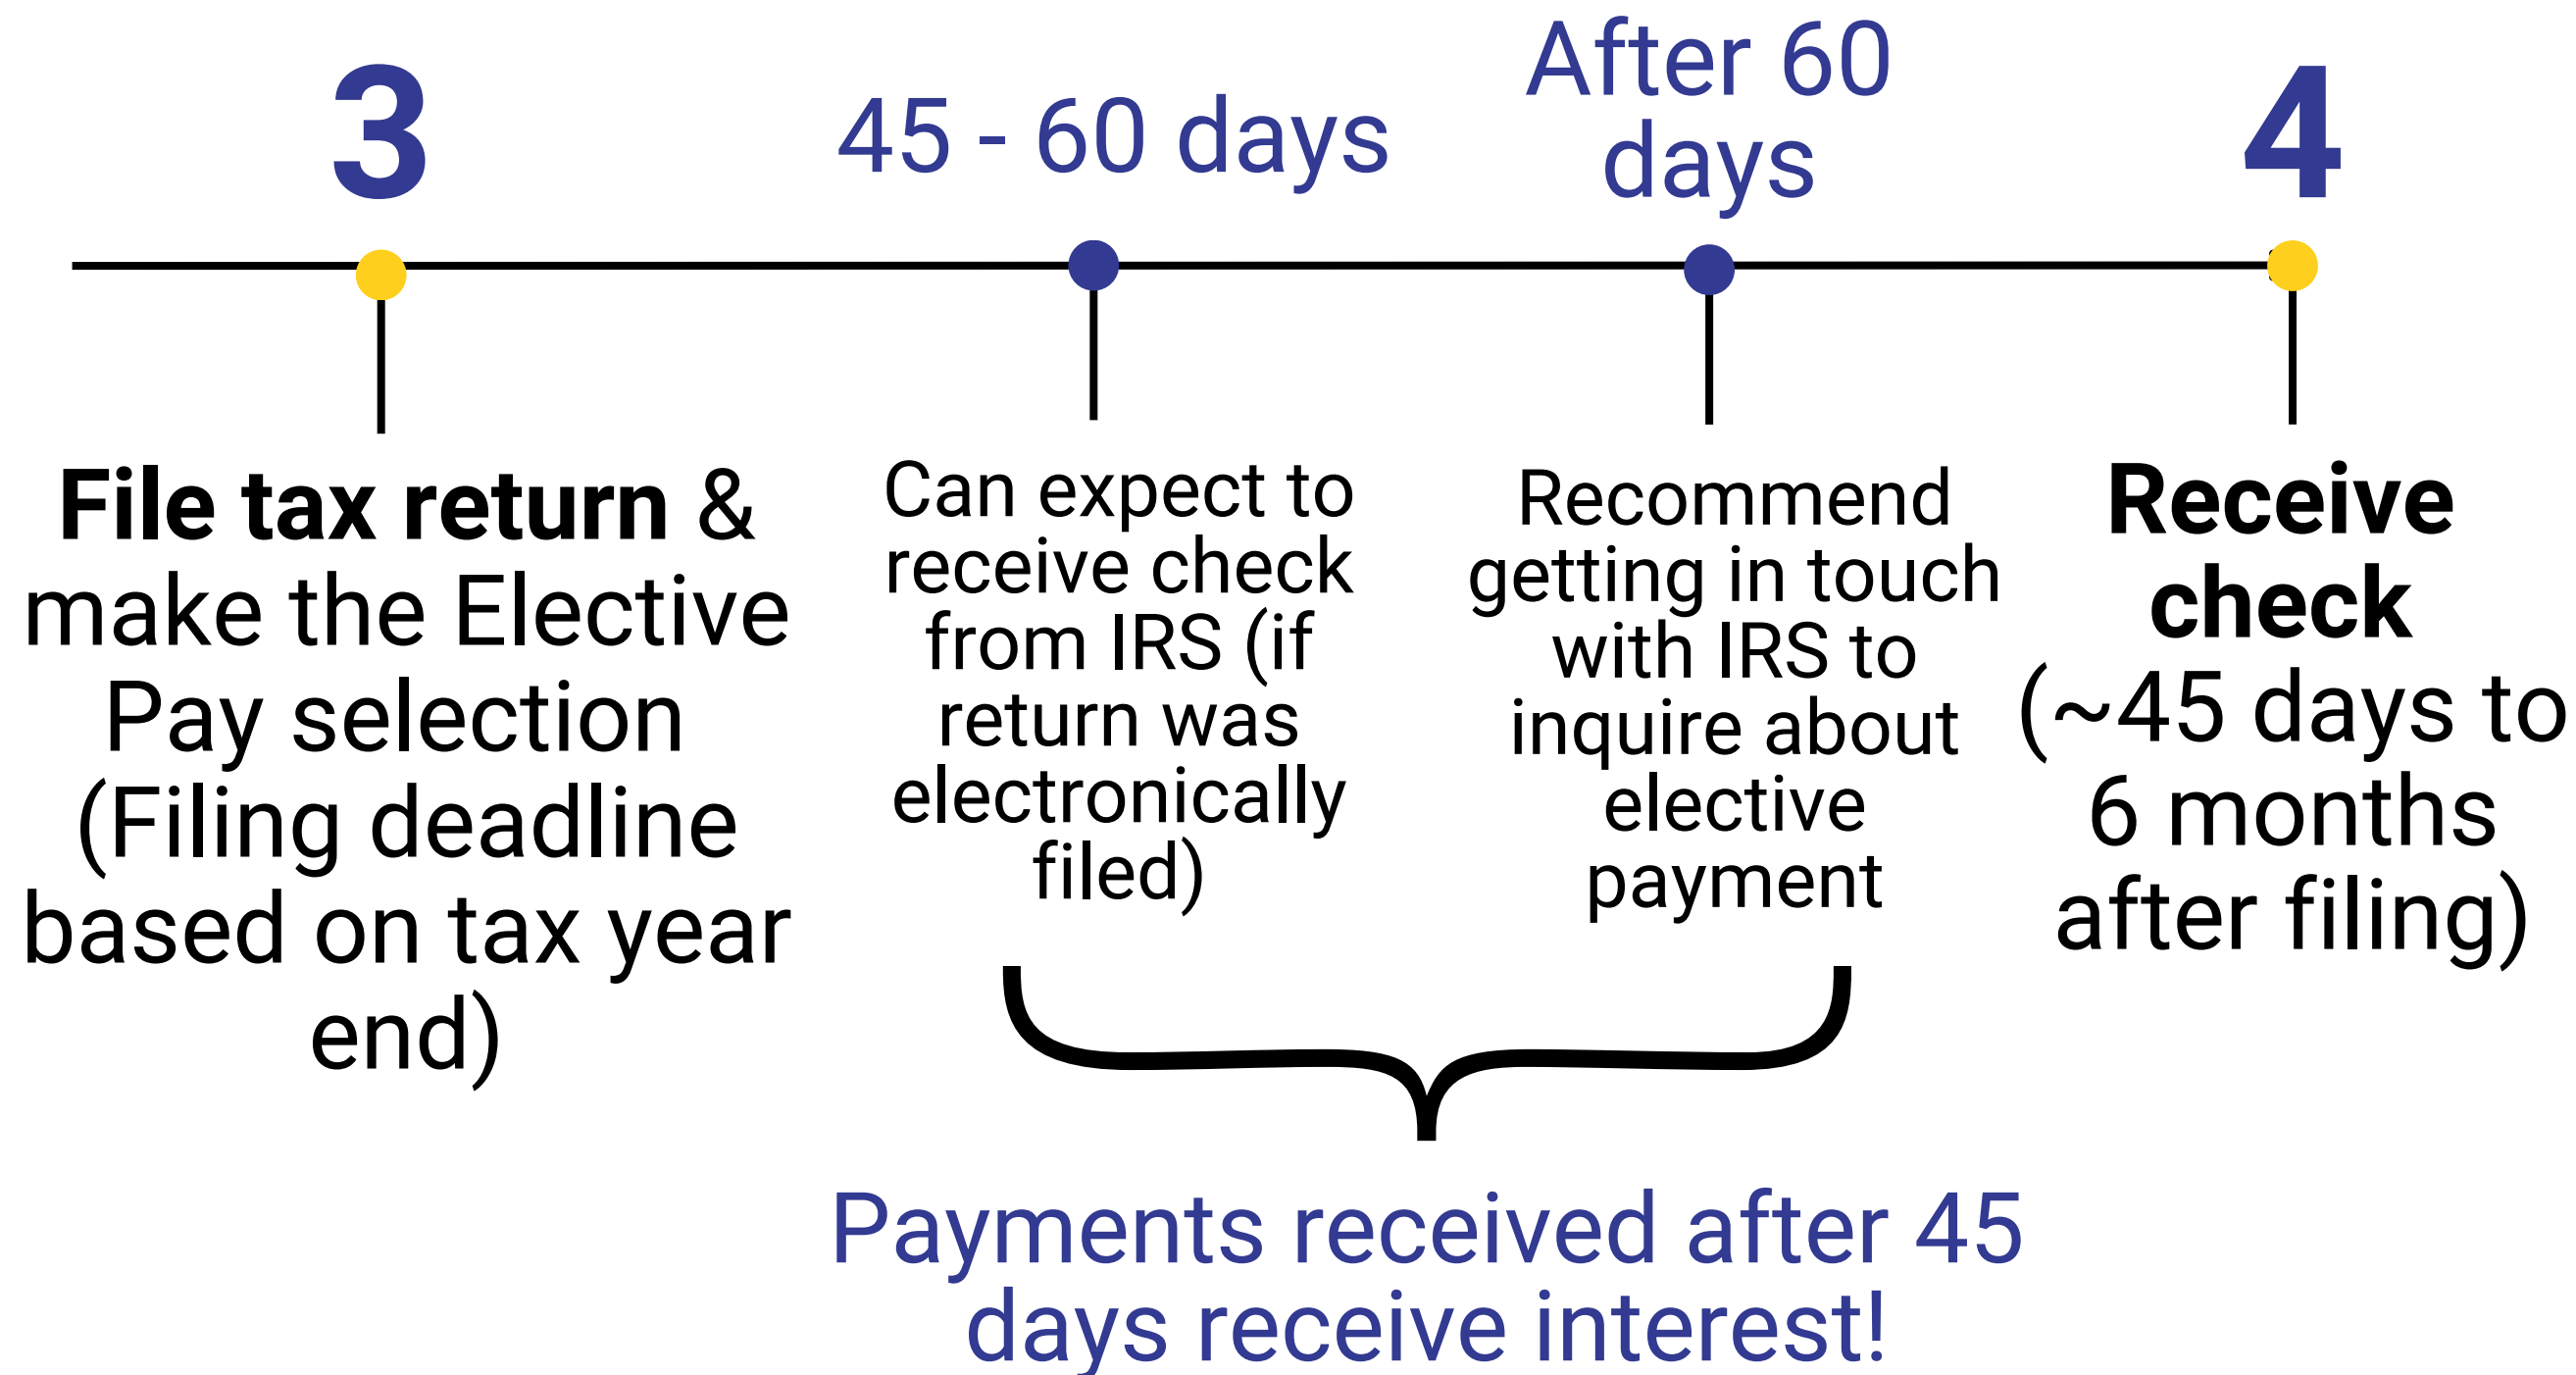 3
File tax return &
make the Elective
Pay selection
(Filing deadline
based on tax year
end)
45 - 60 days
Can expect to
receive check
from IRS (if
return was
electronically
filed)
After 60
days
Recommend
getting in touch
with IRS to
inquire about
elective
payment
4
Receive
check
(~45 days to
6 months
after filing)
Payments received after 45
days receive interest!